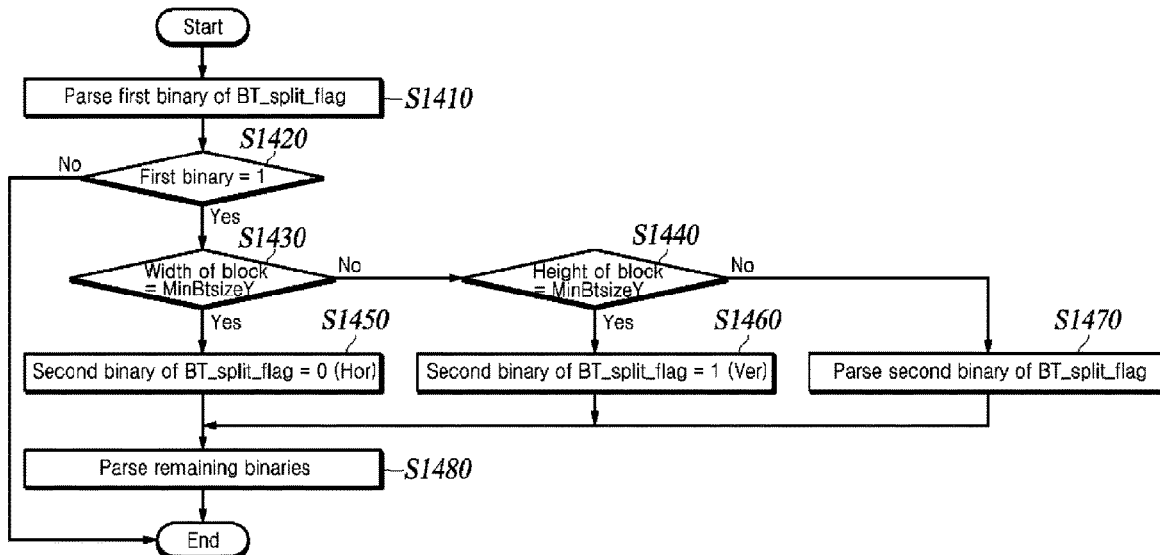 Start
Parse first binary of BT_split_flag
S1410
S1420
No
First binary = 1
Yes
S1430
S1440
Width of block
= MinBtsizeY
No
Height of block
= MinBtsizeY
No
Yes
Yes
S1450
S1460
S1470
Second binary of BT_split_flag = 0 (Hor)
Second binary of BT_split_flag = 1 (Ver)
Parse second binary of BT_split_flag
Parse remaining binaries
S1480
End